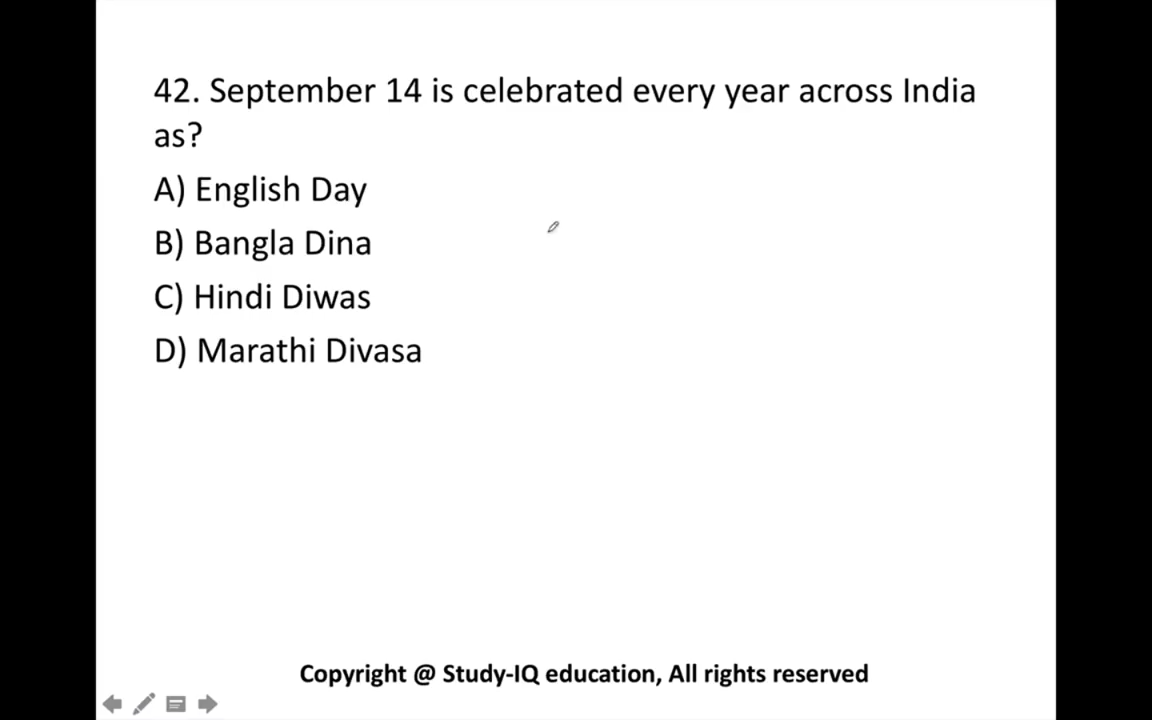 42. September 14 is celebrated every year across India
as?
A) English Day
B) Bangla Dina
C) Hindi Diwas
D) Marathi Divasa
Copyright @ Study-IQ education, All rights reserved